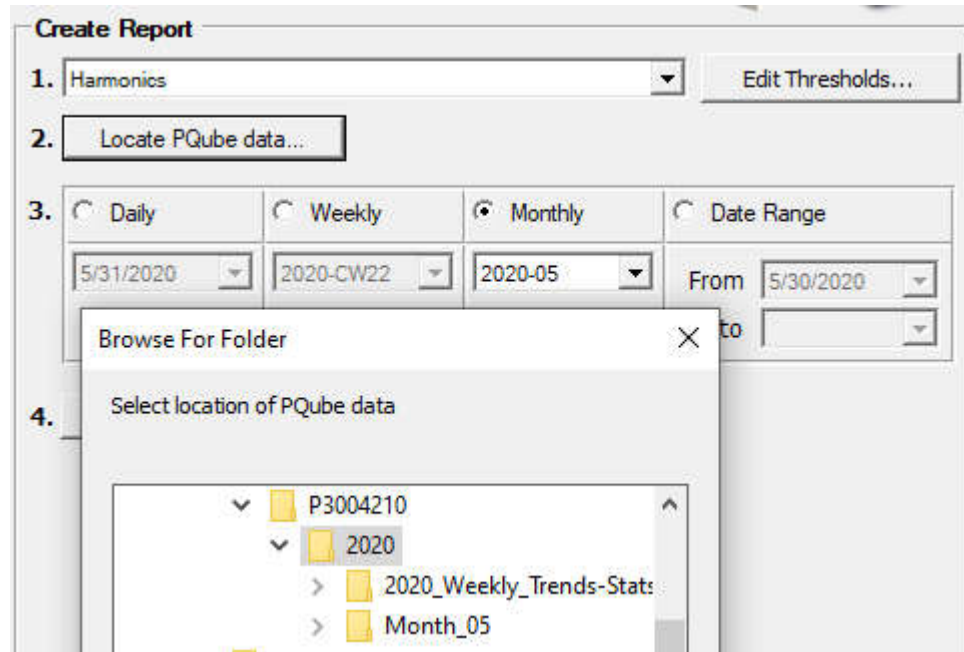 Create Report
1. Harmonics Edit Thresholds...
2. Locate PQube data...
3. Daily Weekly Monthly Date Range
5/31/2020 2020-CW22 2020-05 From 5/30/2020
to
Browse For Folder
Select location of PQube data
4.
P3004210
2020
2020_Weekly_Trends-Stats
Month_05